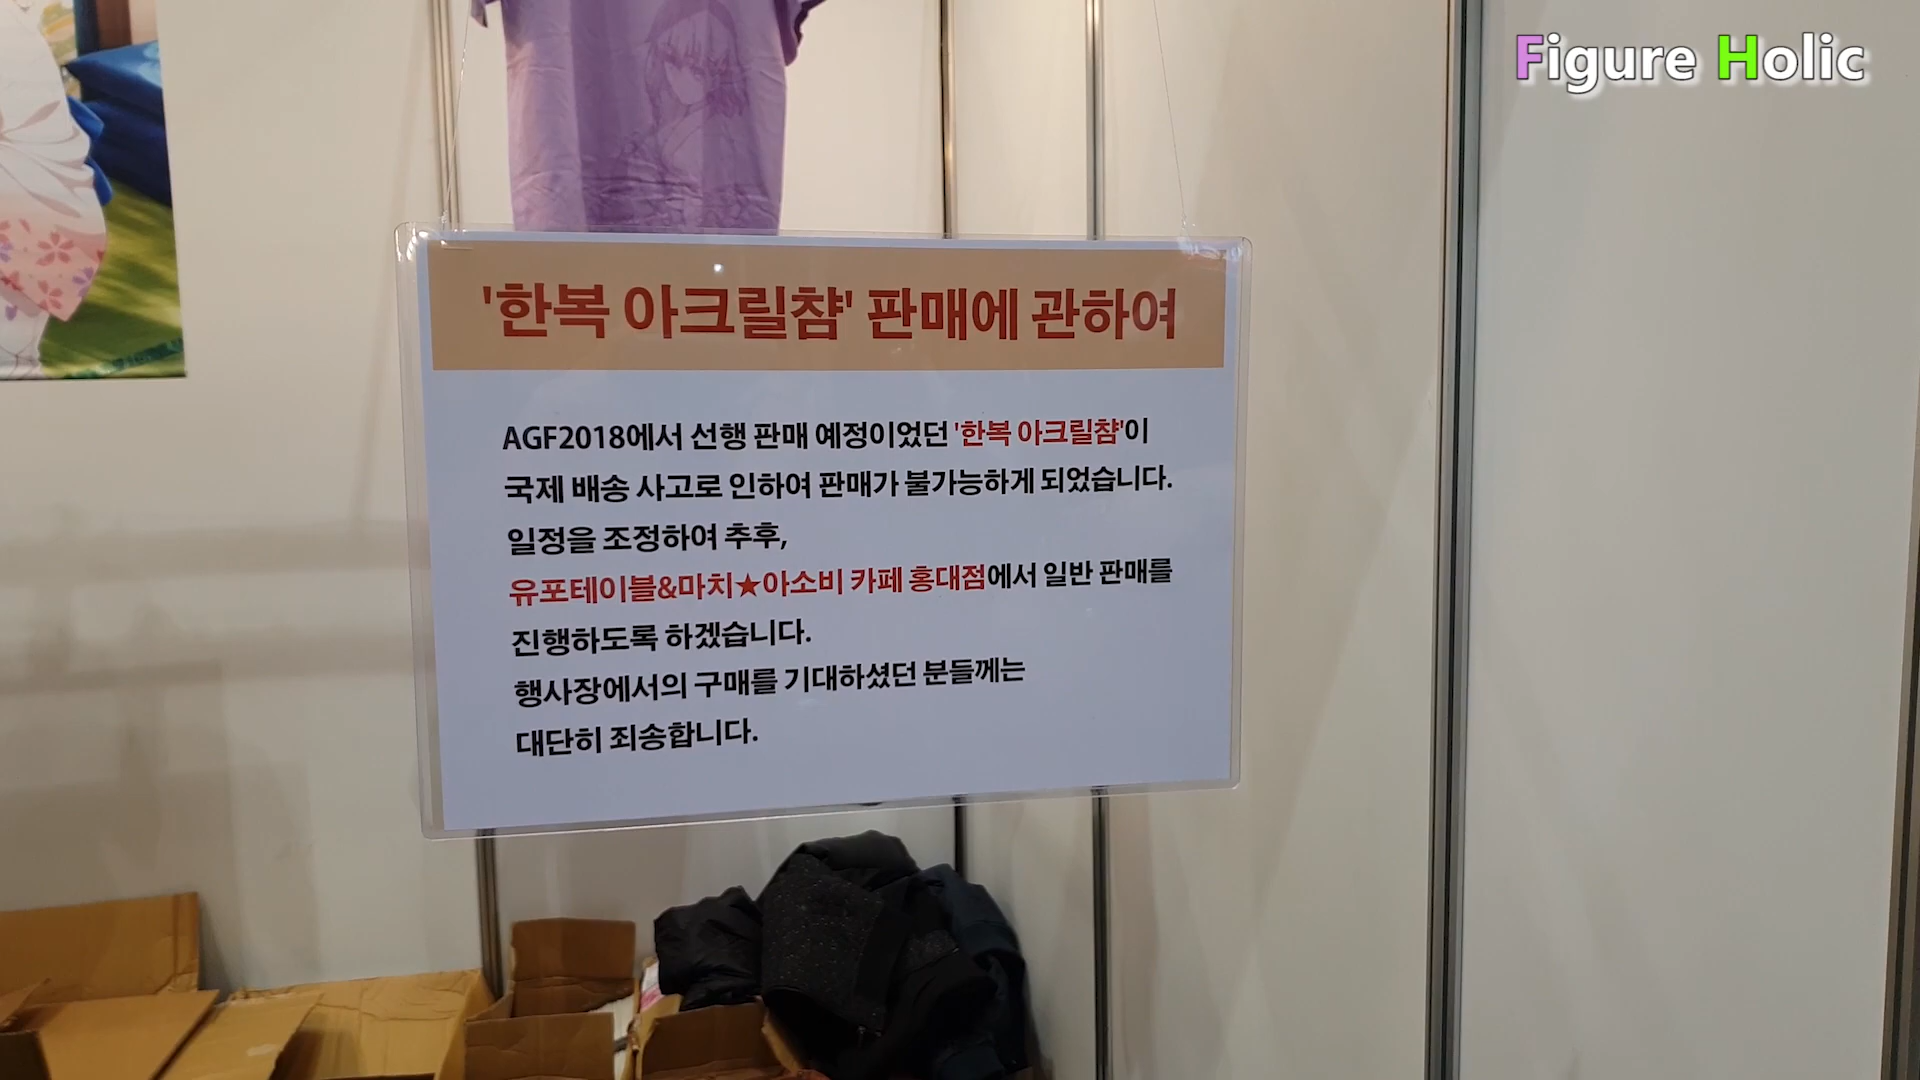 Figure Holic
'한복 아크릴참' 판매에 관하여
AGF2018에서 선행 판매 예정이었던 '한복 아크릴참'이
국제 배송 사고로 인하여 판매가 불가능하게 되었습니다.
일정을 조정하여 추후,
유포테이블&마치★아소비 카페 홍대점에서 일반 판매를
진행하도록 하겠습니다.
행사장에서의 구매를 기대하셨던 분들께는
대단히 죄송합니다.